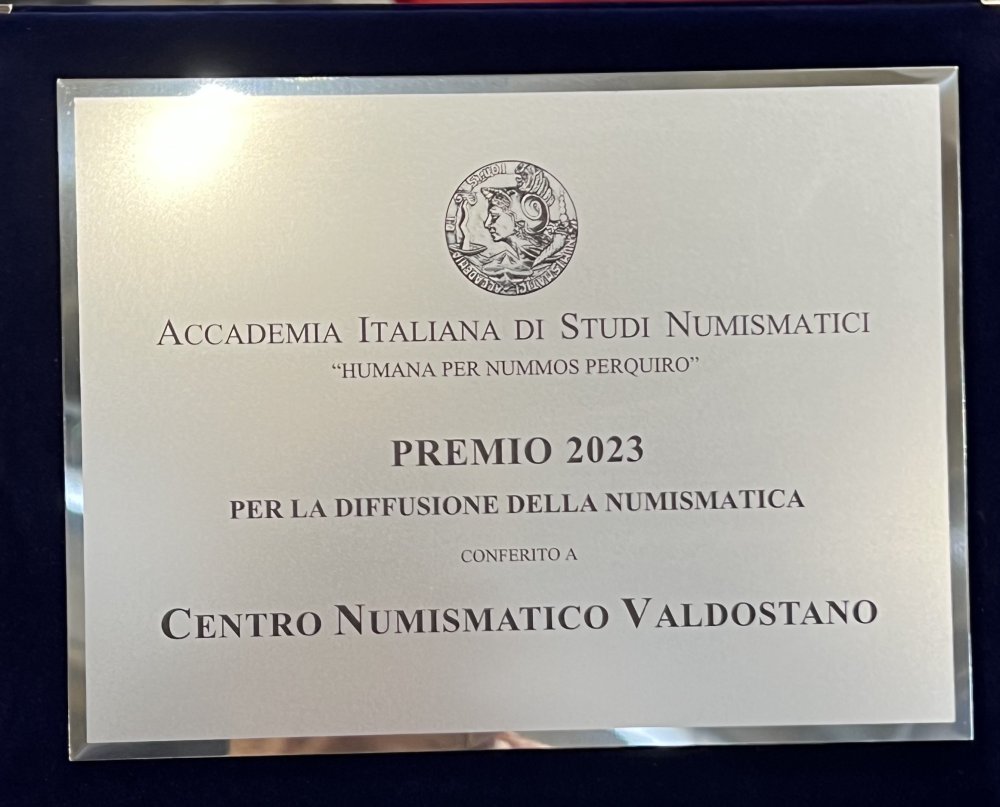 ACCADEMIA ITALIANA DI STUDI NUMISMATICI
“HUMANA PER NUMMOS PERQUIRO”
PREMIO 2023
PER LA DIFFUSIONE DELLA NUMISMATICA
CONFERITO A
CENTRO NUMISMATICO VALDOSTANO